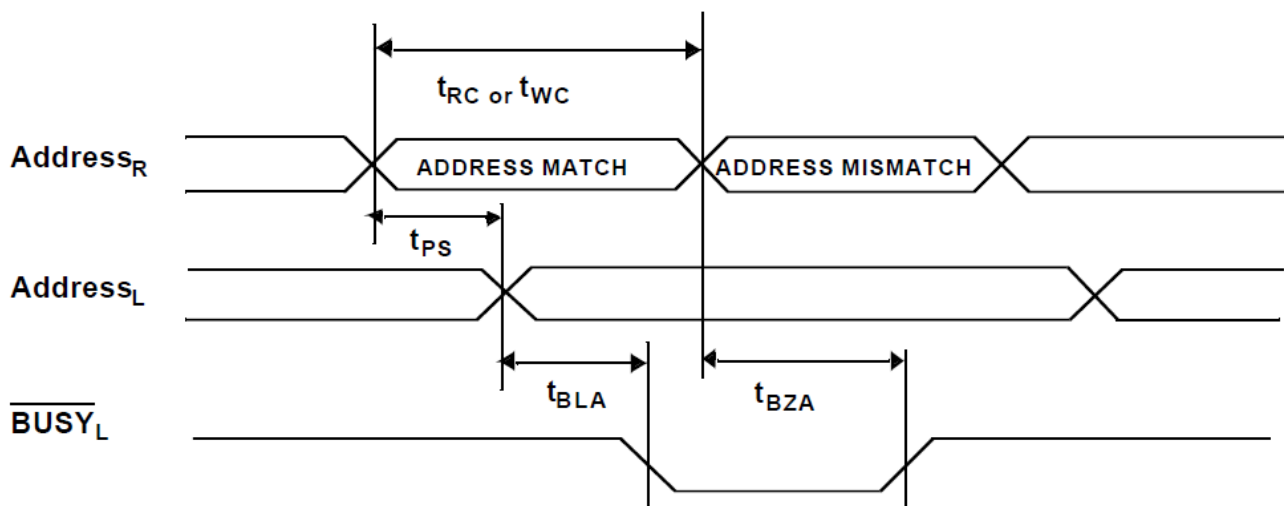 tRC or tWC
AddressR
ADDRESS MATCH
ADDRESS MISMATCH
tPS
AddressL
tBLA
tBZA
BUSYL